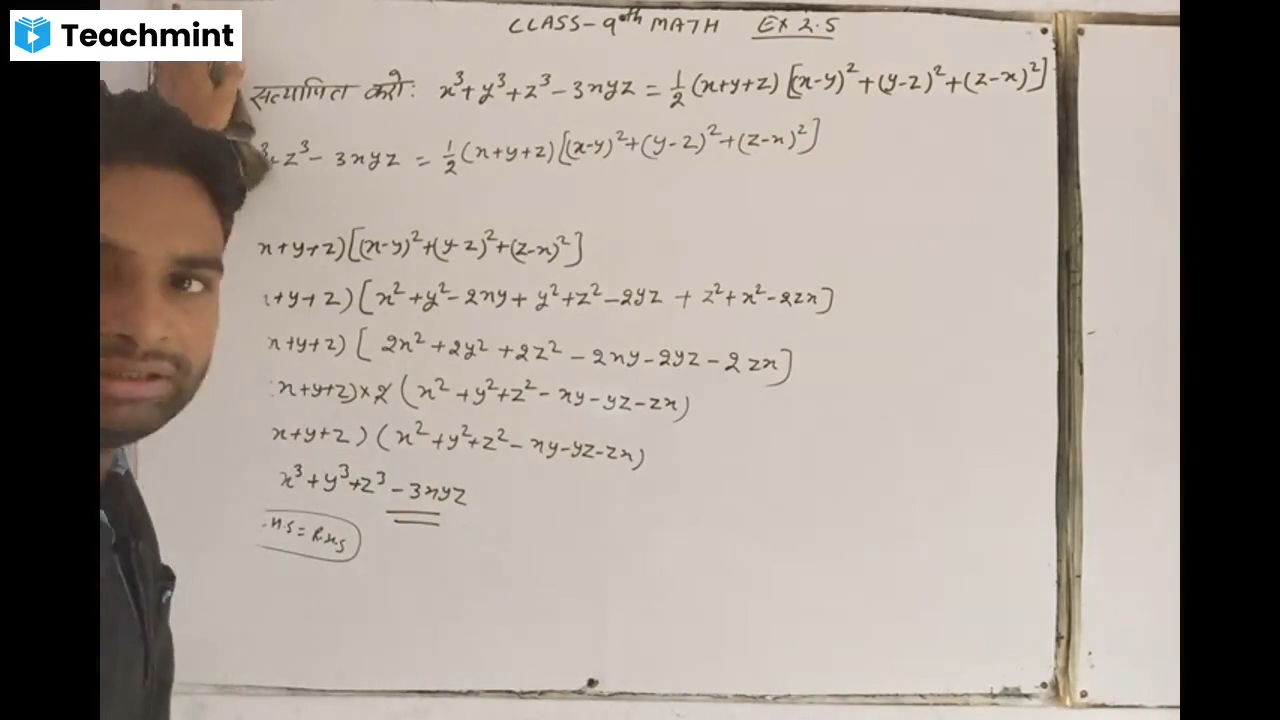 Teachmint
CLASS-9th MATH EX 2.5
सत्यापित करो: x³+y³+z³-3xyz = 1/2 (x+y+z) [(x-y)²+(y-z)²+(z-x)²]
z³-3xyz = 1/2 (x+y+z) [(x-y)²+(y-z)²+(z-x)²]
x+y+z) [(x-y)²+(y-z)²+(z-x)²]
+y+z) [x²+y²-2xy+y²+z²-2yz + z²+x²-2zx]
x+y+z) [2x²+2y²+2z²-2xy-2yz-2zx]
x+y+z)×2 (x²+y²+z²-xy-yz-zx)
x+y+z) (x²+y²+z²-xy-yz-zx)
x³+y³+z³-3xyz
.H.S = R.H.S